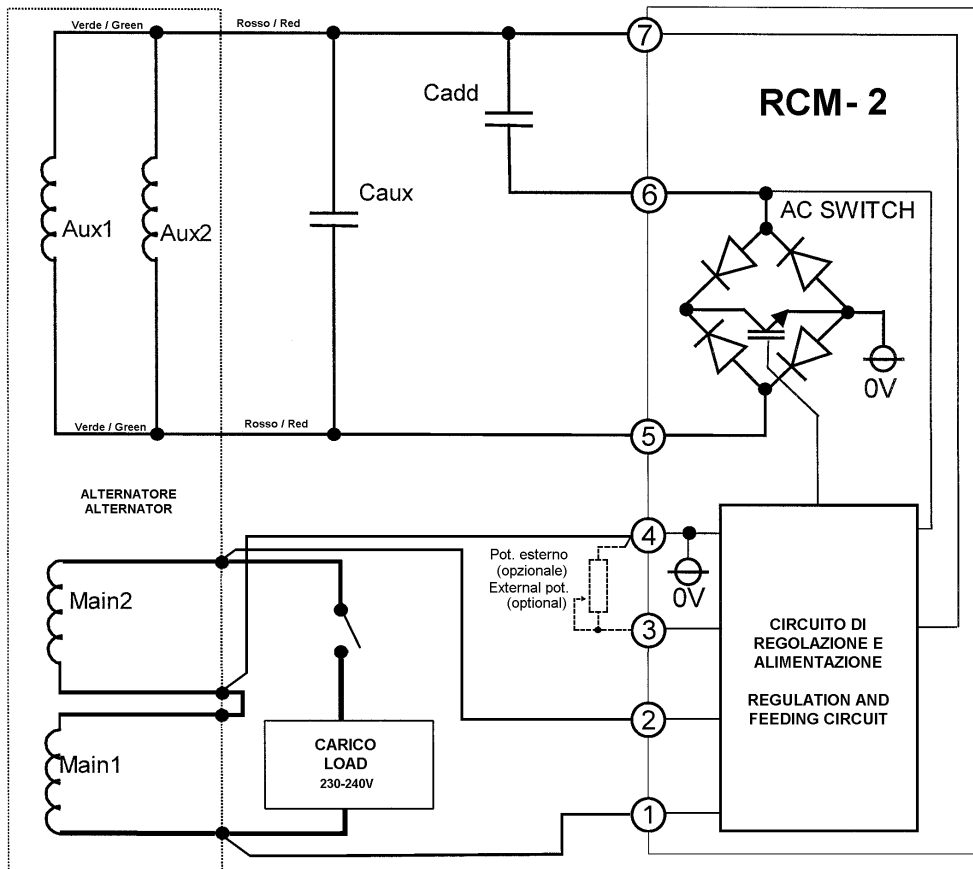 Verde / Green
Rosso / Red
7
Cadd
RCM- 2
6
Caux
AC SWITCH
Aux1
Aux2
0V
Verde / Green
Rosso / Red
5
ALTERNATORE
ALTERNATOR
4
Pot. esterno
(opzionale)
External pot.
(optional)
0V
Main2
3
CIRCUITO DI
REGOLAZIONE E
ALIMENTAZIONE
REGULATION AND
FEEDING CIRCUIT
2
CARICO
LOAD
230-240V
Main1
1